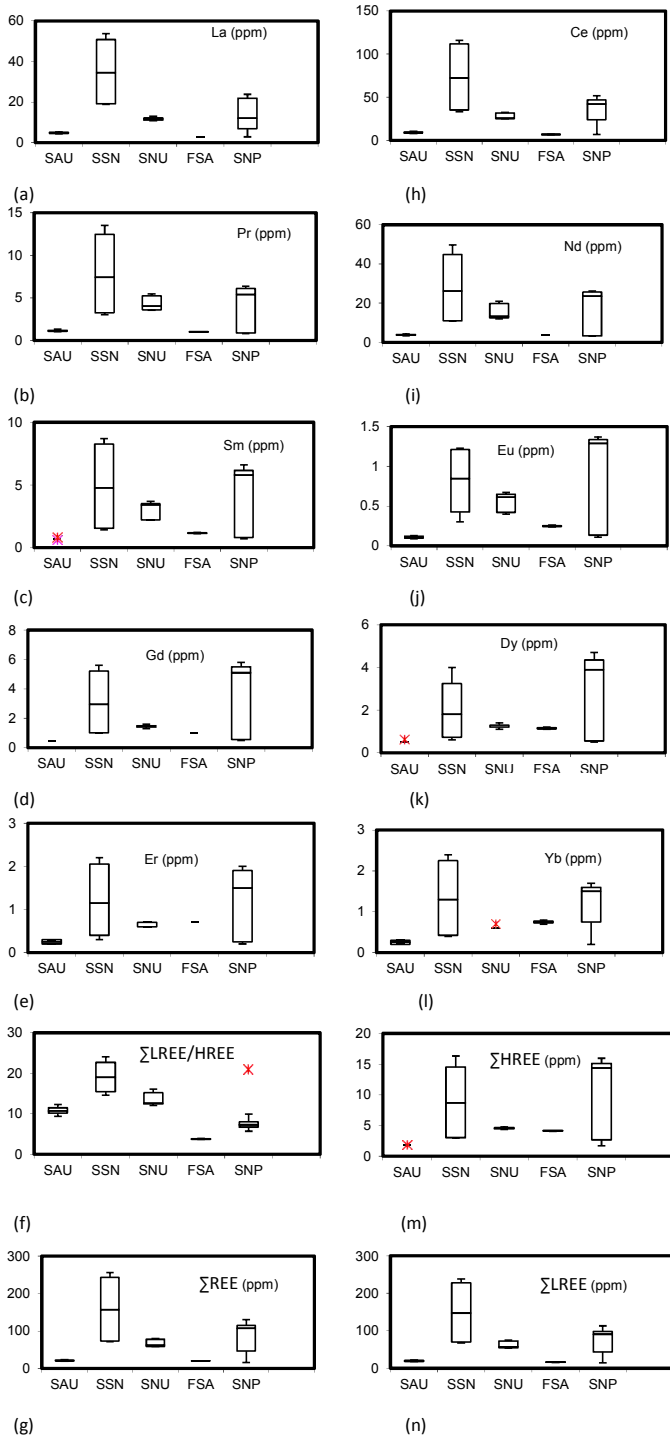 La (ppm)
60
40
20
0
SAU SSN SNU FSA SNP
(a)
Ce (ppm)
150
100
50
0
SAU SSN SNU FSA SNP
(h)
Pr (ppm)
15
10
5
0
SAU SSN SNU FSA SNP
(b)
Nd (ppm)
60
40
20
0
SAU SSN SNU FSA SNP
(i)
Sm (ppm)
10
5
0
SAU SSN SNU FSA SNP
(c)
Eu (ppm)
1.5
1
0.5
0
SAU SSN SNU FSA SNP
(j)
Gd (ppm)
8
6
4
2
0
SAU SSN SNU FSA SNP
(d)
Dy (ppm)
6
4
2
0
SAU SSN SNU FSA SNP
(k)
Er (ppm)
3
2
1
0
SAU SSN SNU FSA SNP
(e)
Yb (ppm)
3
2
1
0
SAU SSN SNU FSA SNP
(l)
∑LREE/HREE
30
20
10
0
SAU SSN SNU FSA SNP
(f)
∑HREE (ppm)
20
15
10
5
0
SAU SSN SNU FSA SNP
(m)
∑REE (ppm)
300
200
100
0
SAU SSN SNU FSA SNP
(g)
∑LREE (ppm)
300
200
100
0
SAU SSN SNU FSA SNP
(n)